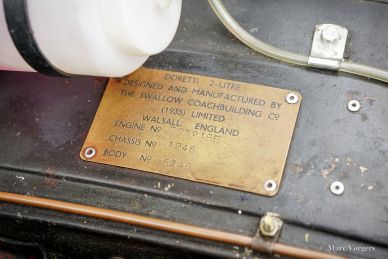 DORETTI 2-LITRE
DESIGNED AND MANUFACTURED BY
THE SWALLOW COACHBUILDING CO
(1935) LIMITED
WALSALL ENGLAND
ENGINE No
CHASSIS No 1246
BODY No 6246
© Marc Vorgers